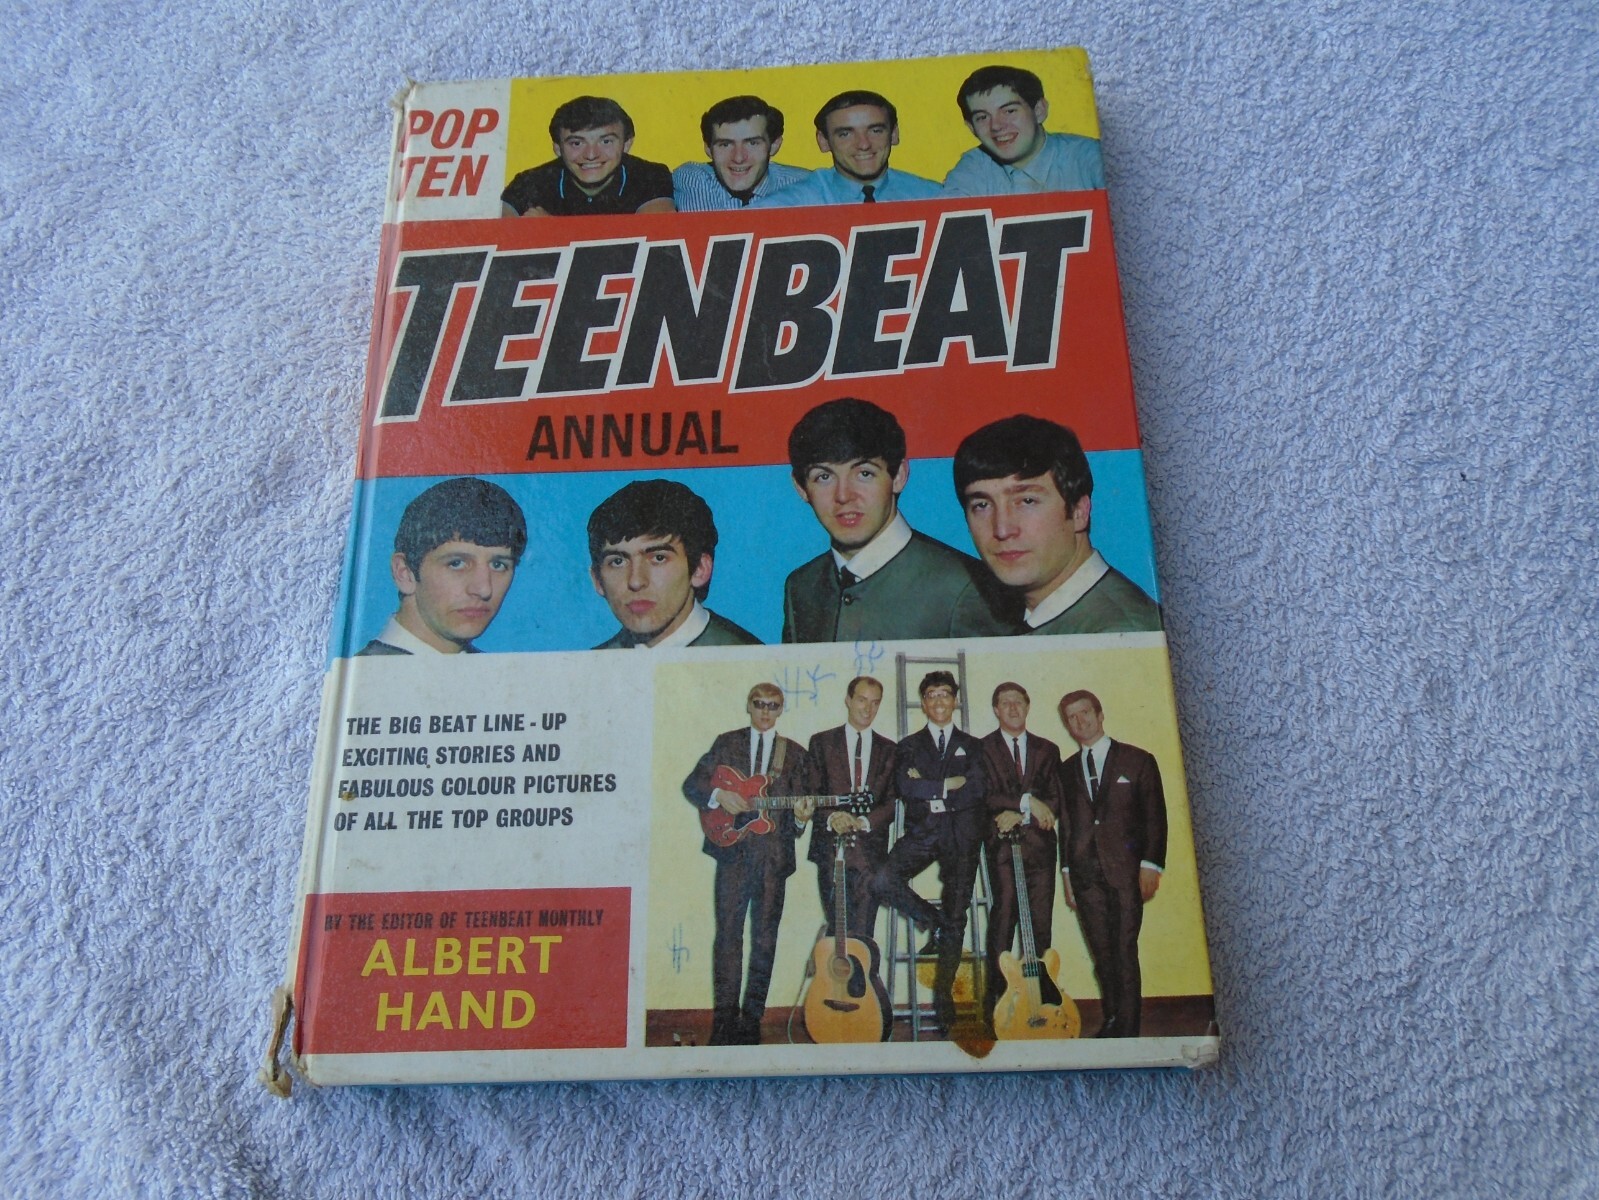 POP
TEN
TEENBEAT
ANNUAL
THE BIG BEAT LINE-UP
EXCITING STORIES AND
FABULOUS COLOUR PICTURES
OF ALL THE TOP GROUPS
BY THE EDITOR OF TEENBEAT MONTHLY
ALBERT
HAND